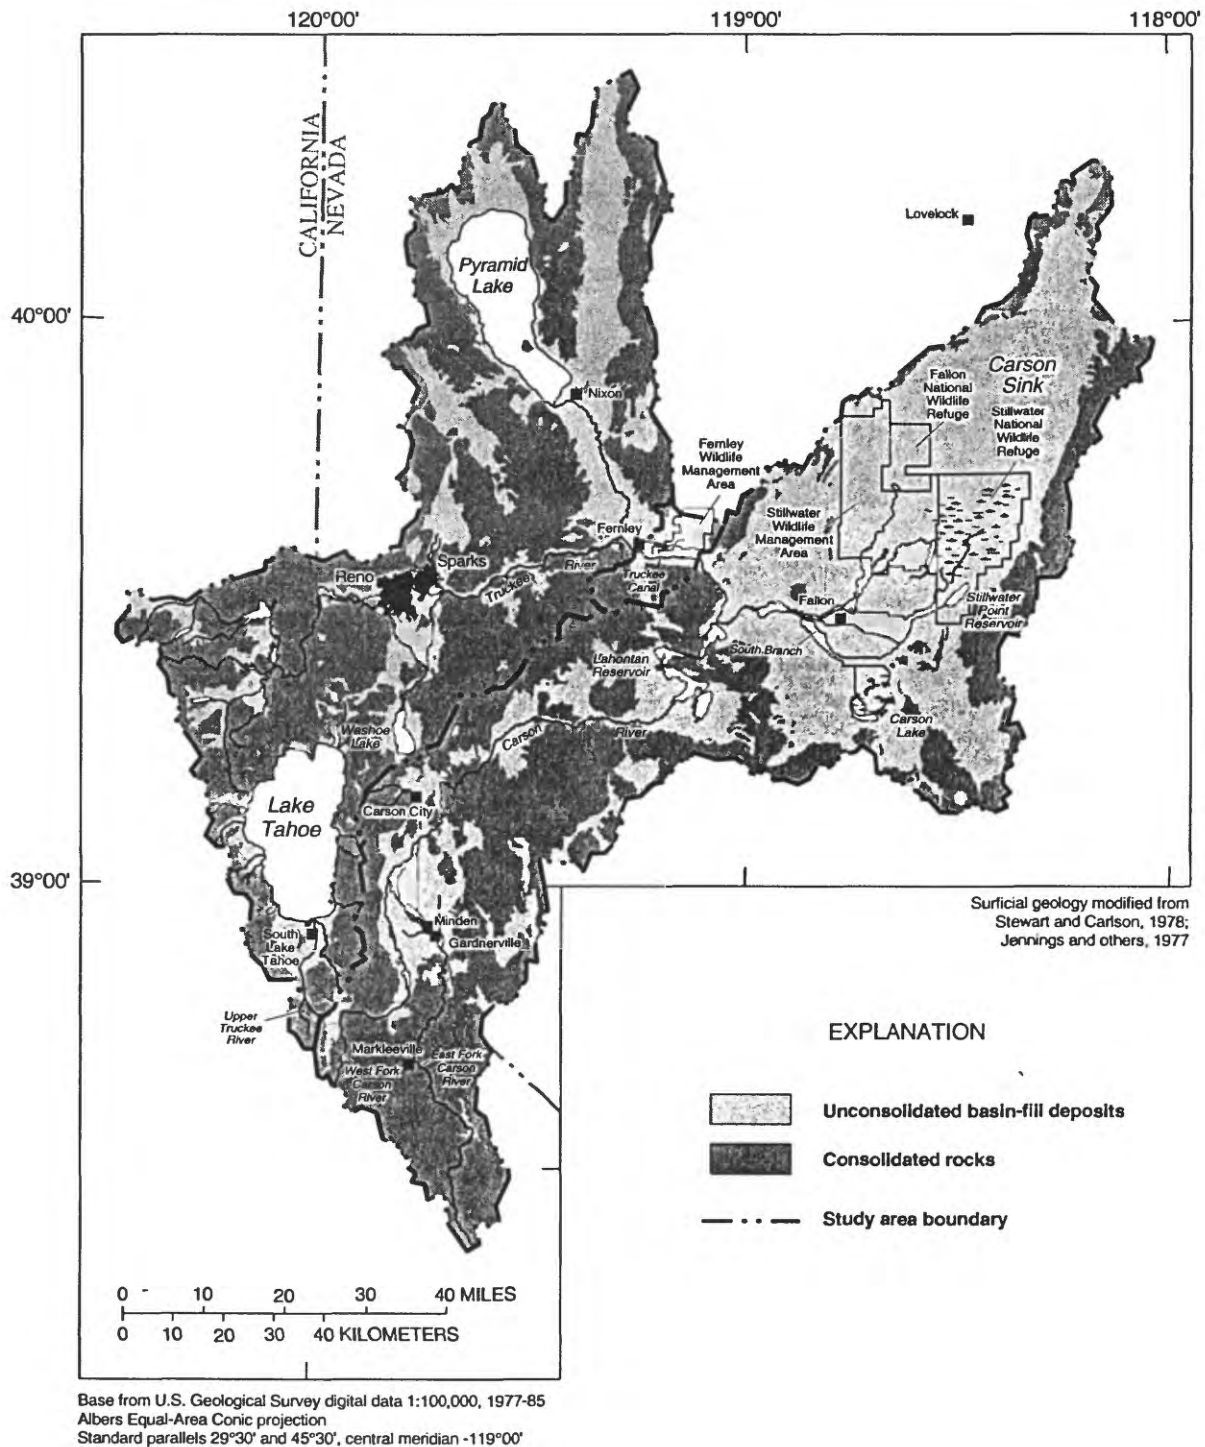 120°00'
119°00'
118°00'
CALIFORNIA
NEVADA
Lovelock
Pyramid
Lake
40°00'
Carson
Sink
Fallon
National
Wildlife
Refuge
Stillwater
National
Wildlife
Refuge
Nixon
Fernley
Wildlife
Management
Area
Stillwater
Wildlife
Management
Area
Fernley
Sparks
Reno
Truckee
River
Truckee
Canal
Fallon
Stillwater
Point
Reservoir
South Branch
Lahontan
Reservoir
Washoe
Lake
Carson
River
Carson
Lake
Lake
Tahoe
Carson City
39°00'
Minden
Gardnerville
South
Lake
Tahoe
Surficial geology modified from
Stewart and Carlson, 1978;
Jennings and others, 1977
Upper
Truckee
River
Markleeville
West Fork
Carson
River
East Fork
Carson
River
EXPLANATION
Unconsolidated basin-fill deposits
Consolidated rocks
Study area boundary
0 10 20 30 40 MILES
0 10 20 30 40 KILOMETERS
Base from U.S. Geological Survey digital data 1:100,000, 1977-85
Albers Equal-Area Conic projection
Standard parallels 29°30' and 45°30', central meridian -119°00'